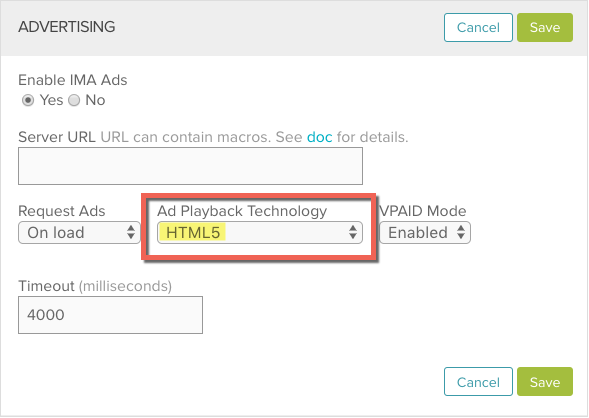 ADVERTISING
Cancel
Save
Enable IMA Ads
Yes No
Server URL URL can contain macros. See doc for details.
Request Ads Ad Playback Technology VPAID Mode
On load HTML5 Enabled
Timeout (milliseconds)
4000
Cancel
Save